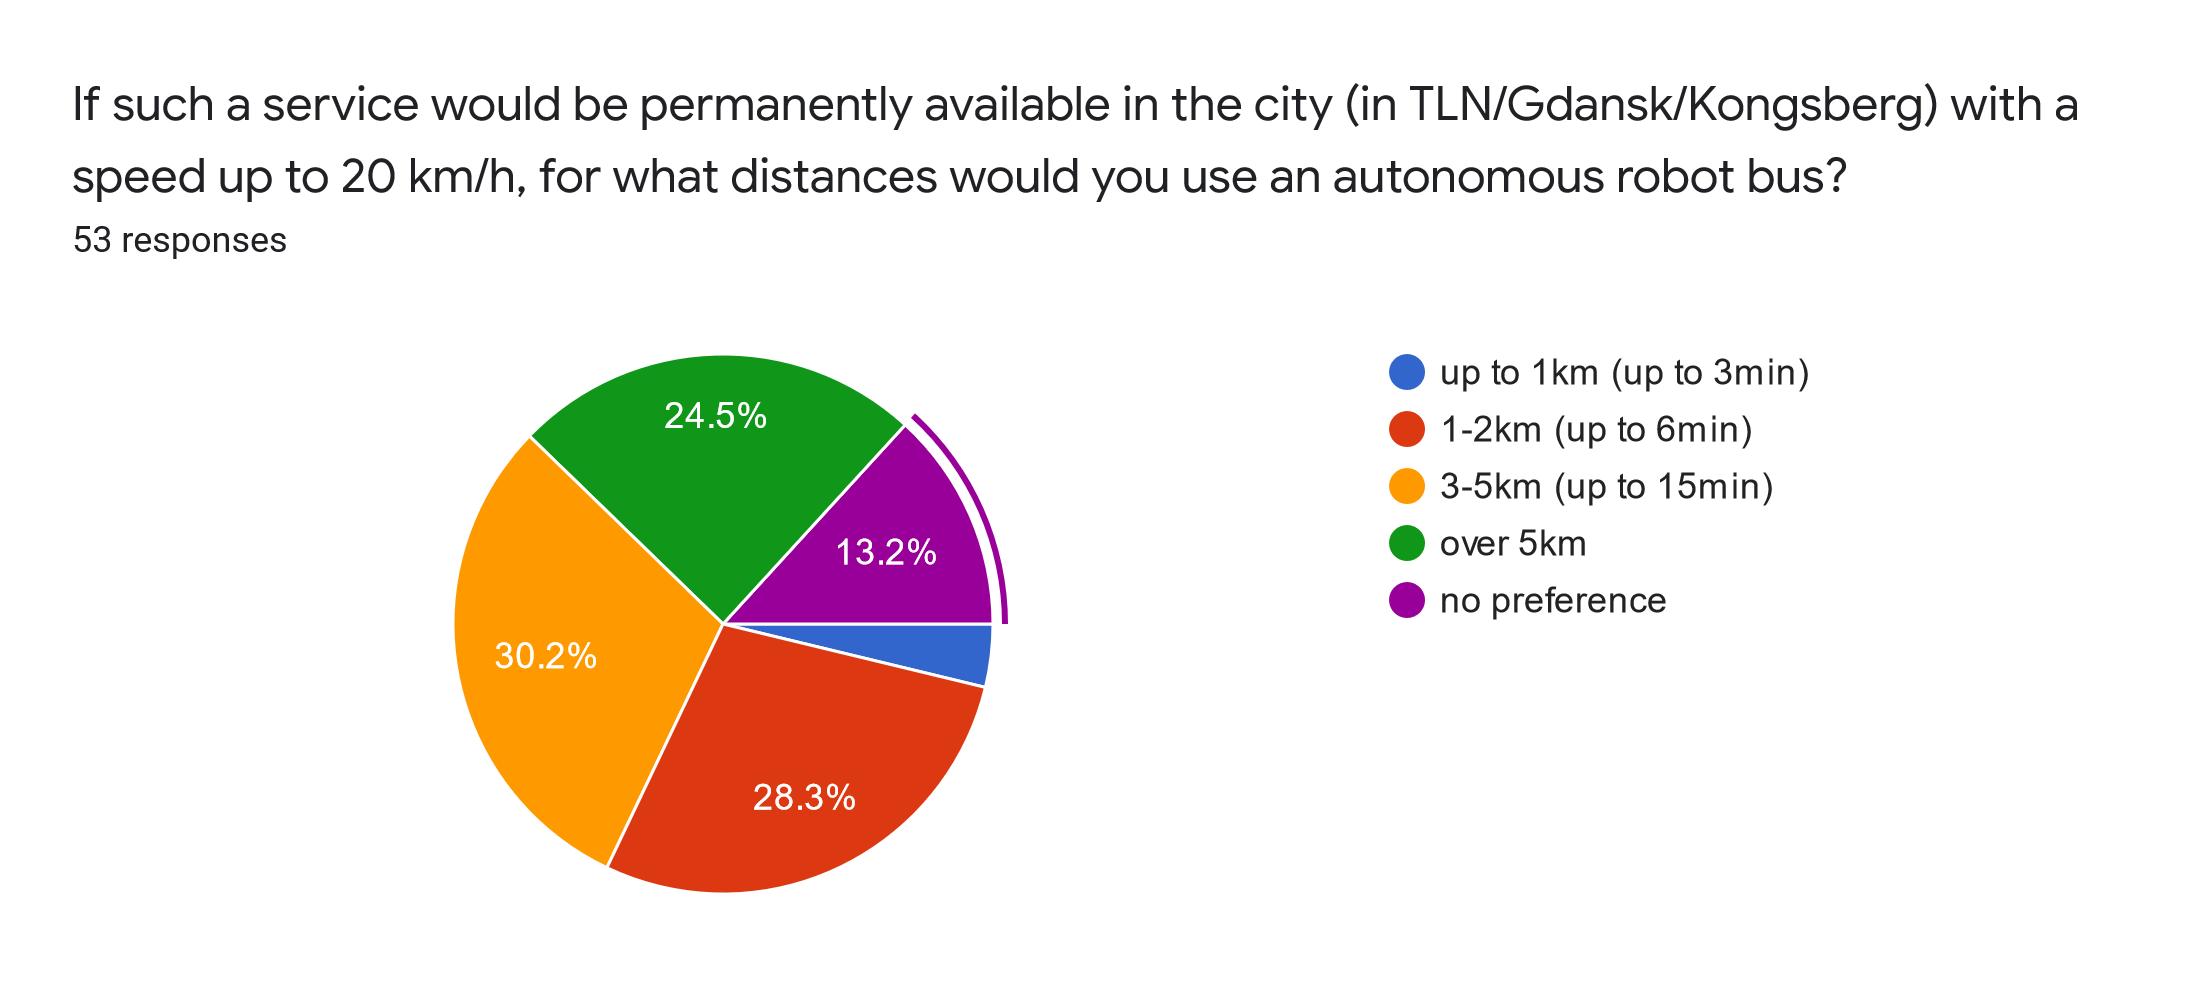 If such a service would be permanently available in the city (in TLN/Gdansk/Kongsberg) with a
speed up to 20 km/h, for what distances would you use an autonomous robot bus?
53 responses
24.5%
13.2%
30.2%
28.3%
up to 1km (up to 3min)
1-2km (up to 6min)
3-5km (up to 15min)
over 5km
no preference